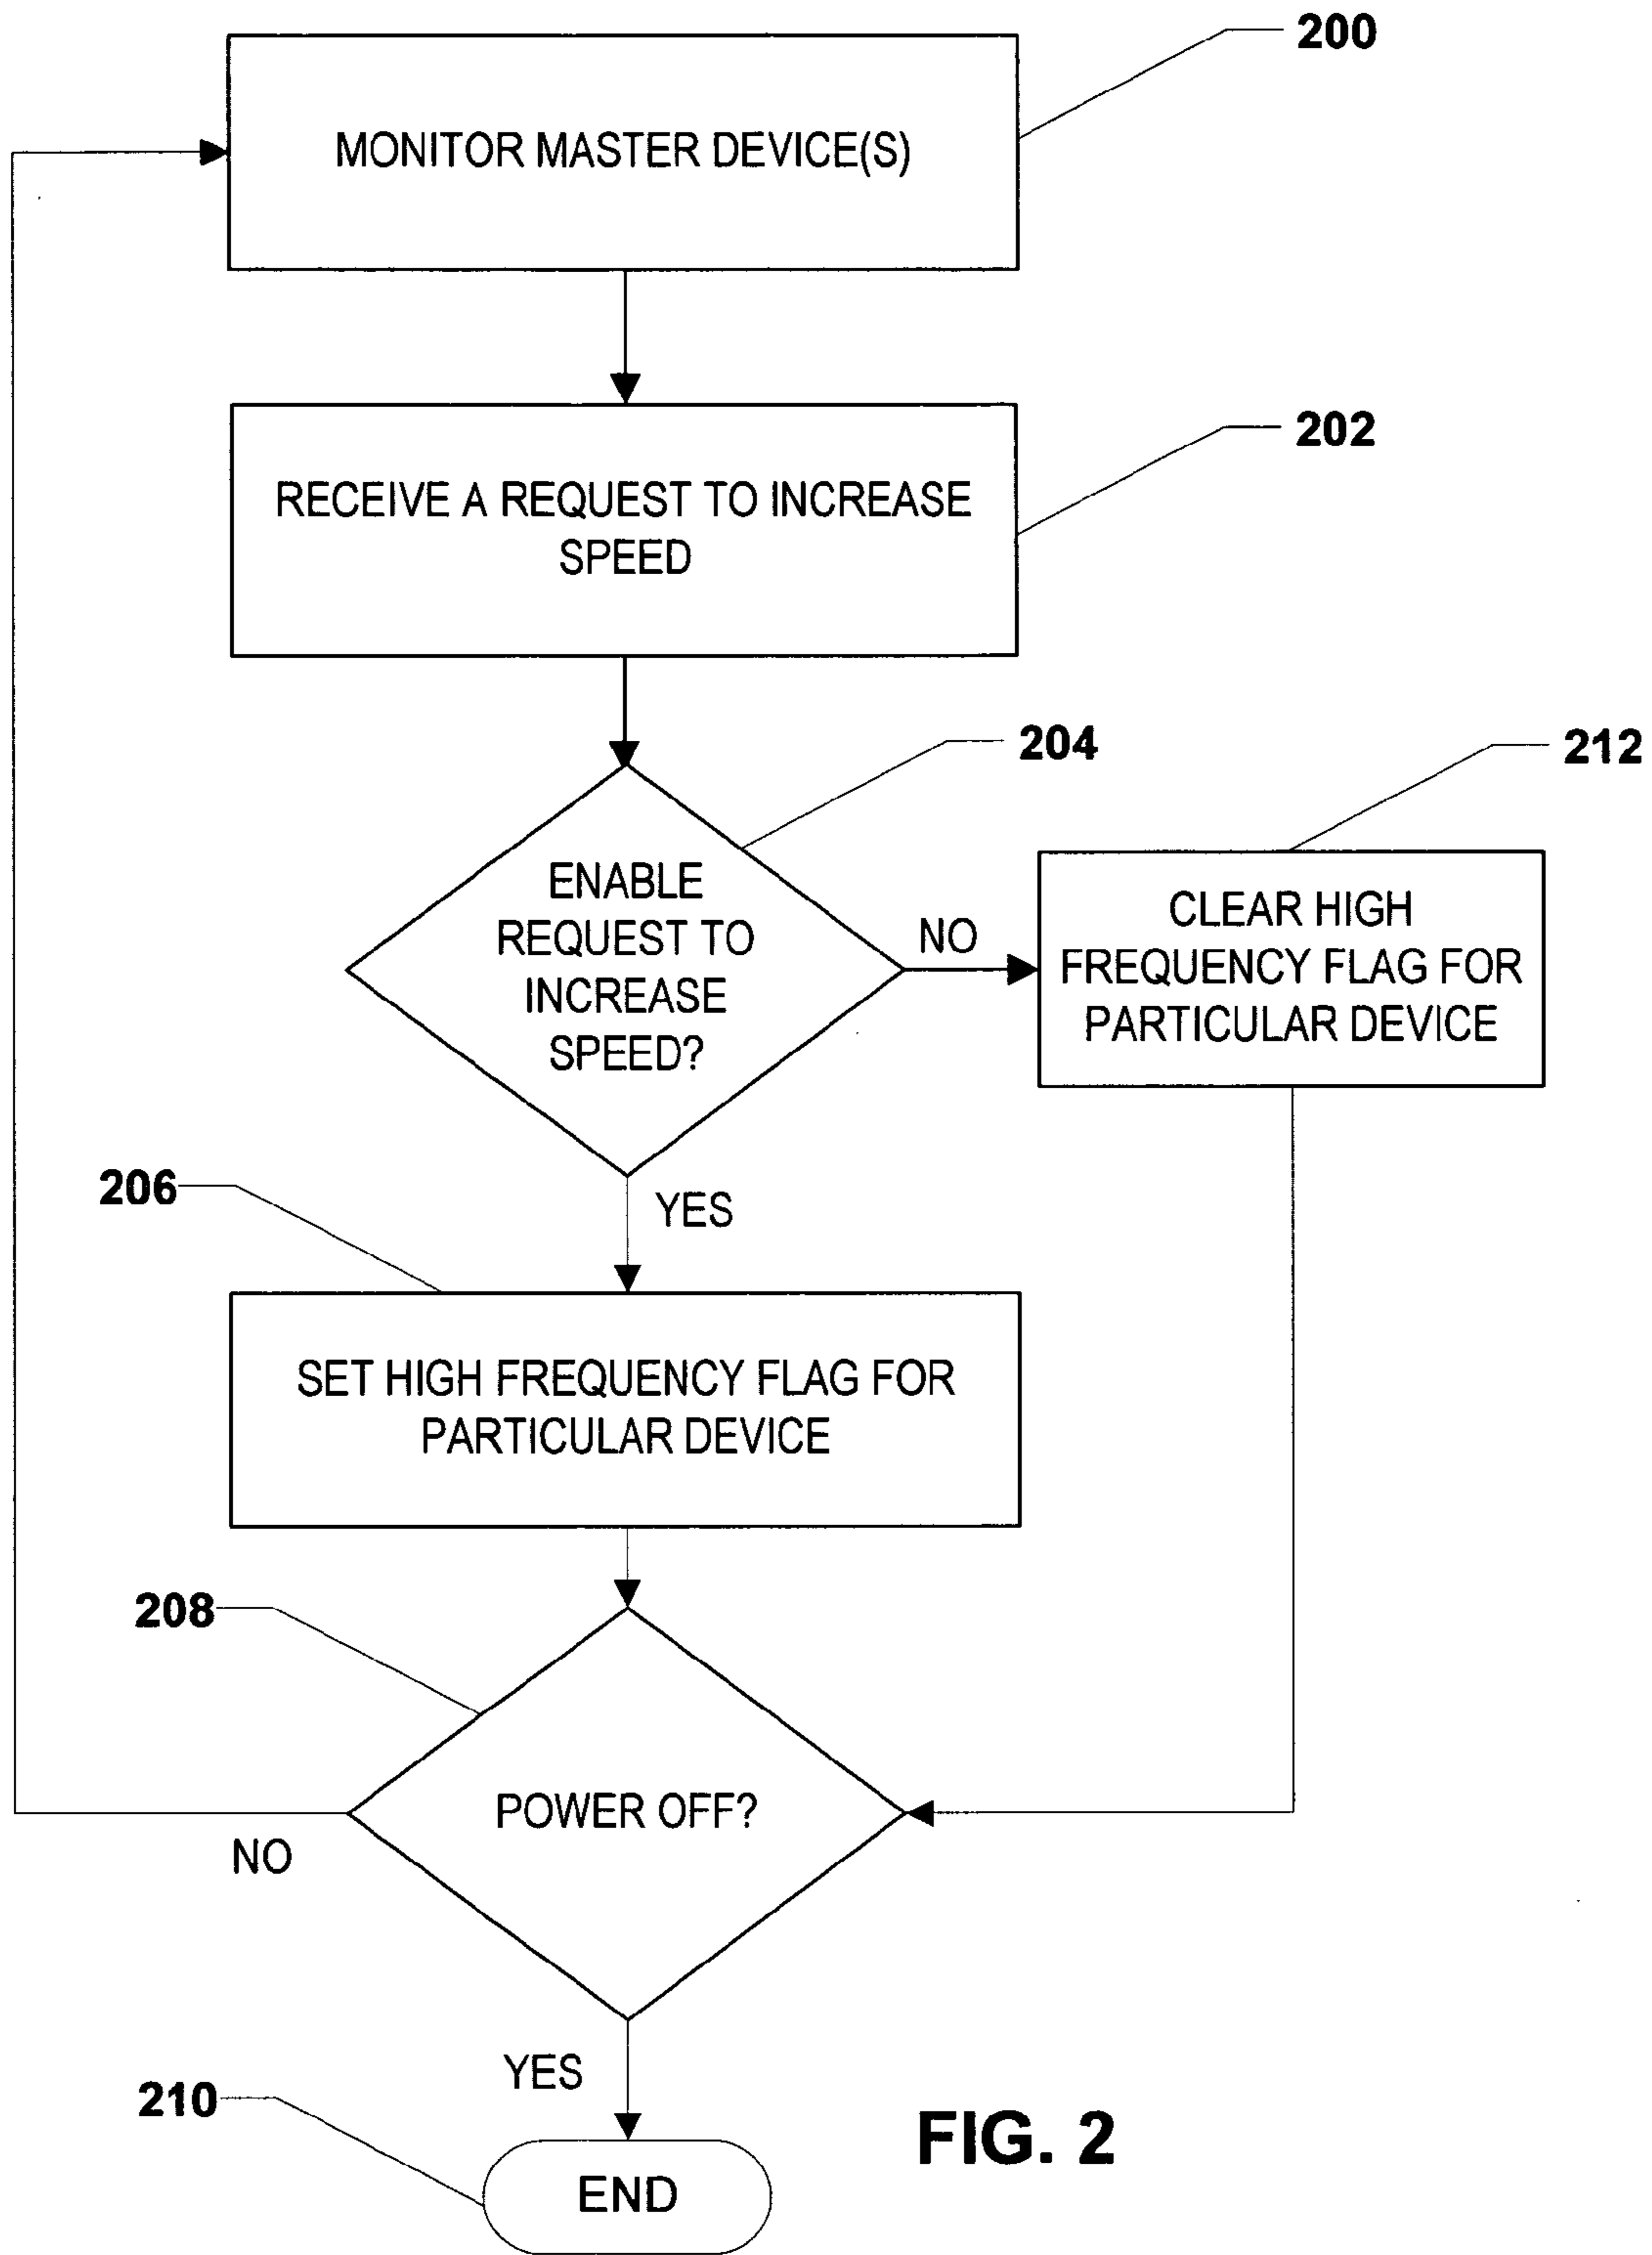 200
MONITOR MASTER DEVICE(S)
202
RECEIVE A REQUEST TO INCREASE
SPEED
204
212
ENABLE
REQUEST TO
INCREASE
SPEED?
NO
CLEAR HIGH
FREQUENCY FLAG FOR
PARTICULAR DEVICE
206
YES
SET HIGH FREQUENCY FLAG FOR
PARTICULAR DEVICE
208
POWER OFF?
NO
YES
210
END
FIG. 2